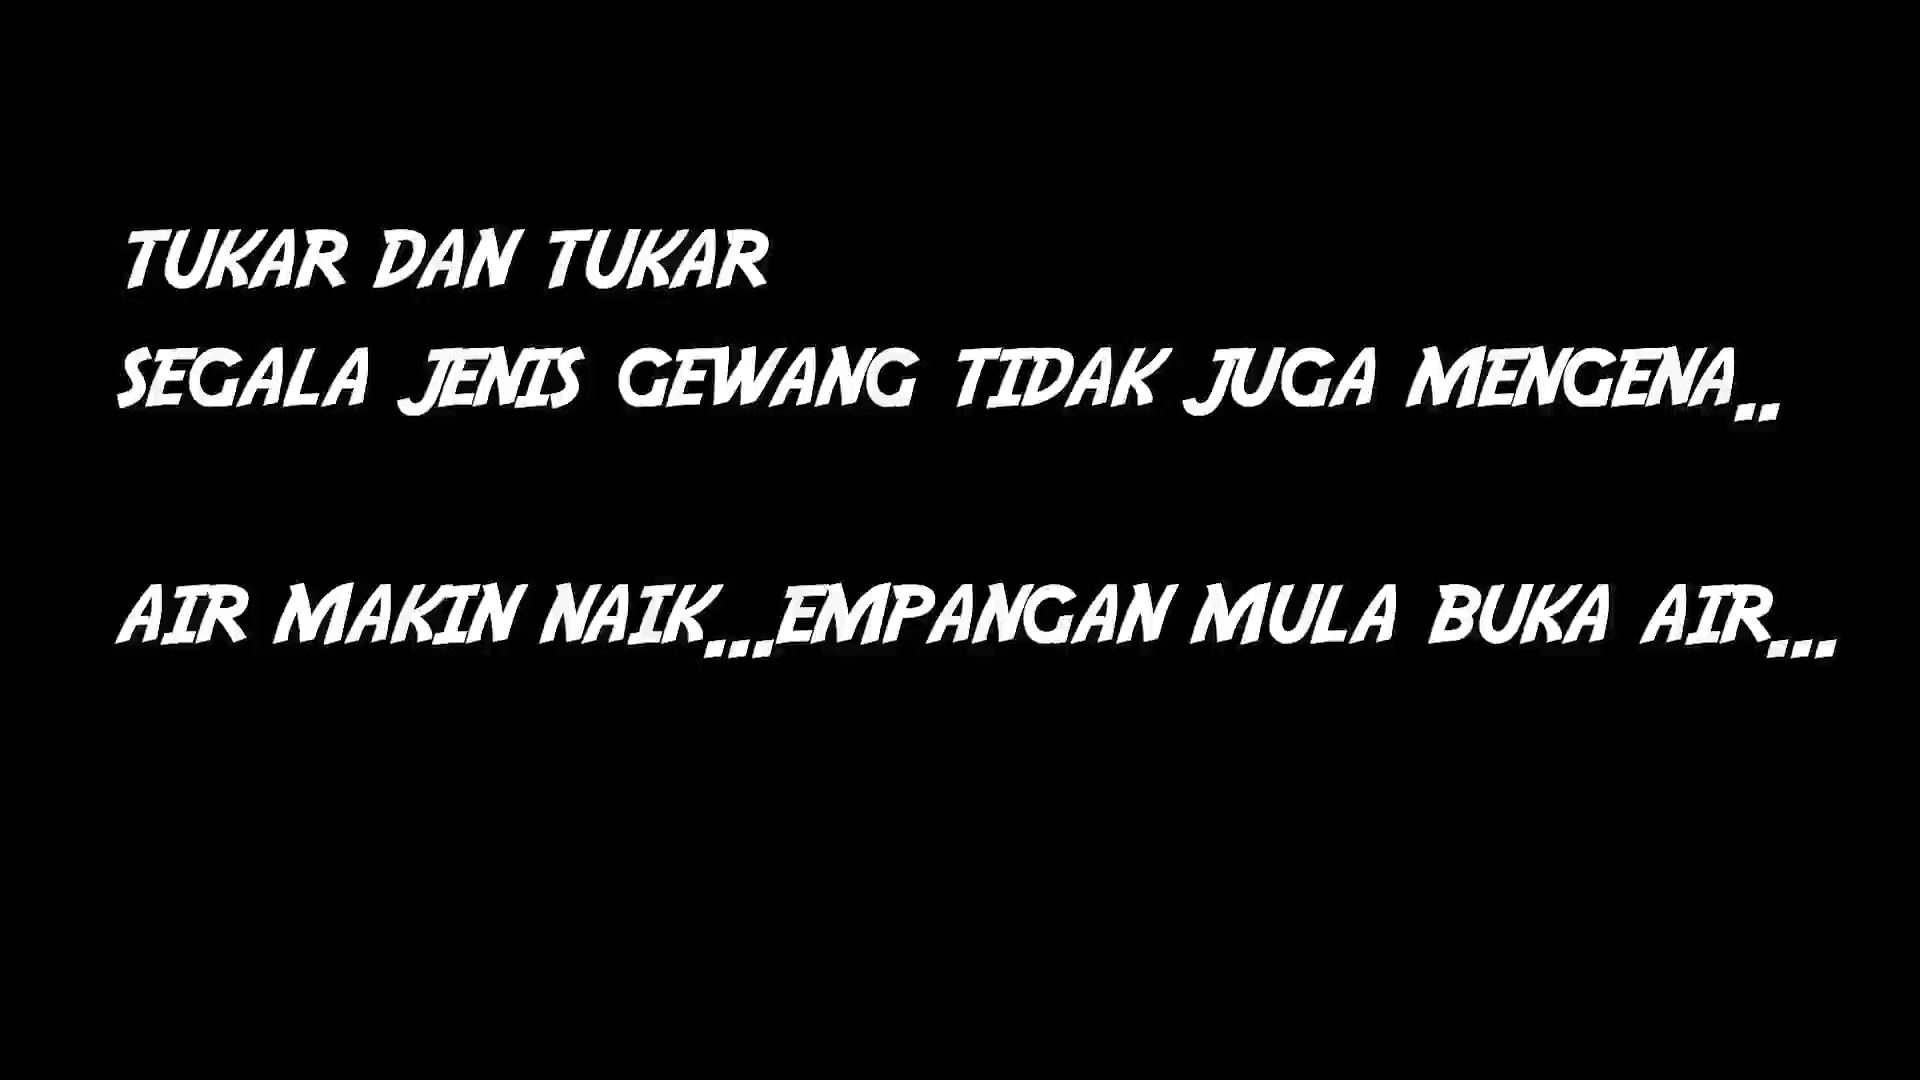 TUKAR DAN TUKAR
SEGALA JENIS GEWANG TIDAK JUGA MENGENA..
AIR MAKIN NAIK...EMPANGAN MULA BUKA AIR...